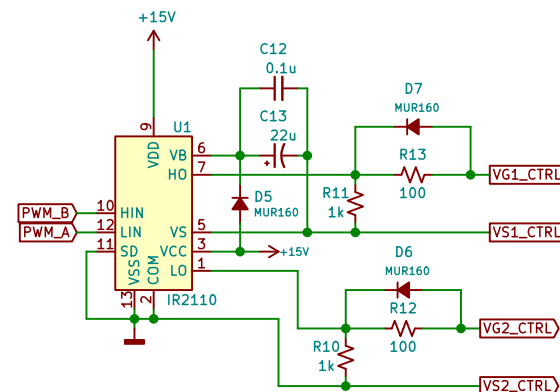 +15V
C12
0.1u
C13
22u
D7
MUR160
R13
100
U1
9
VDD
VB 6
HO 7
VG1_CTRL
D5
MUR160
R11
1k
PWM_B 10 HIN
VS 5
VS1_CTRL
PWM_A 12 LIN
11 SD
VCC 3
+15V
LO 1
VSS
COM
13
2
IR2110
D6
MUR160
R12
100
VG2_CTRL
R10
1k
VS2_CTRL